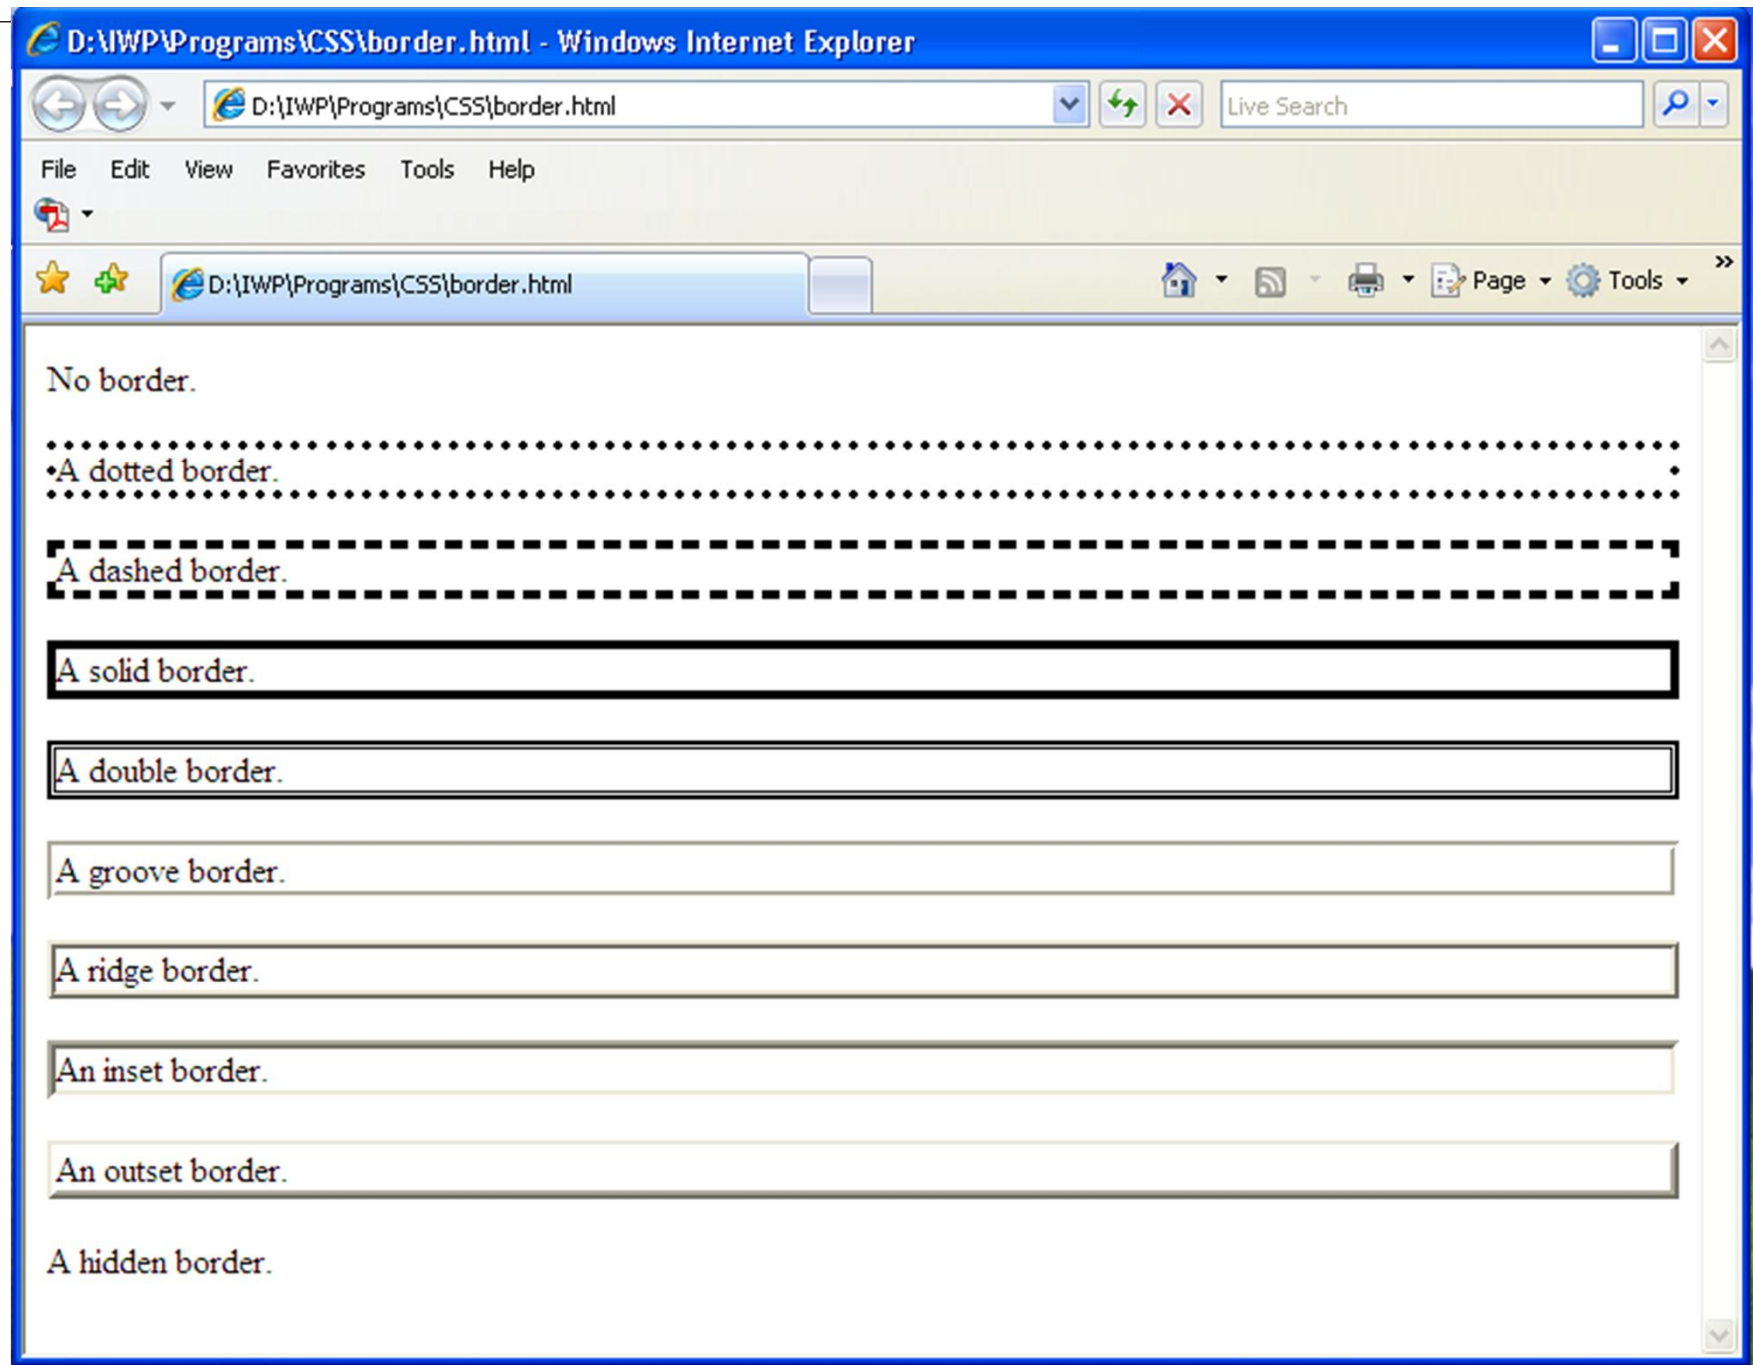 D:\IWP\Programs\CSS\border.html - Windows Internet Explorer
D:\IWP\Programs\CSS\border.html Live Search
File Edit View Favorites Tools Help
D:\IWP\Programs\CSS\border.html Page Tools »
No border.
A dotted border.
A dashed border.
A solid border.
A double border.
A groove border.
A ridge border.
An inset border.
An outset border.
A hidden border.